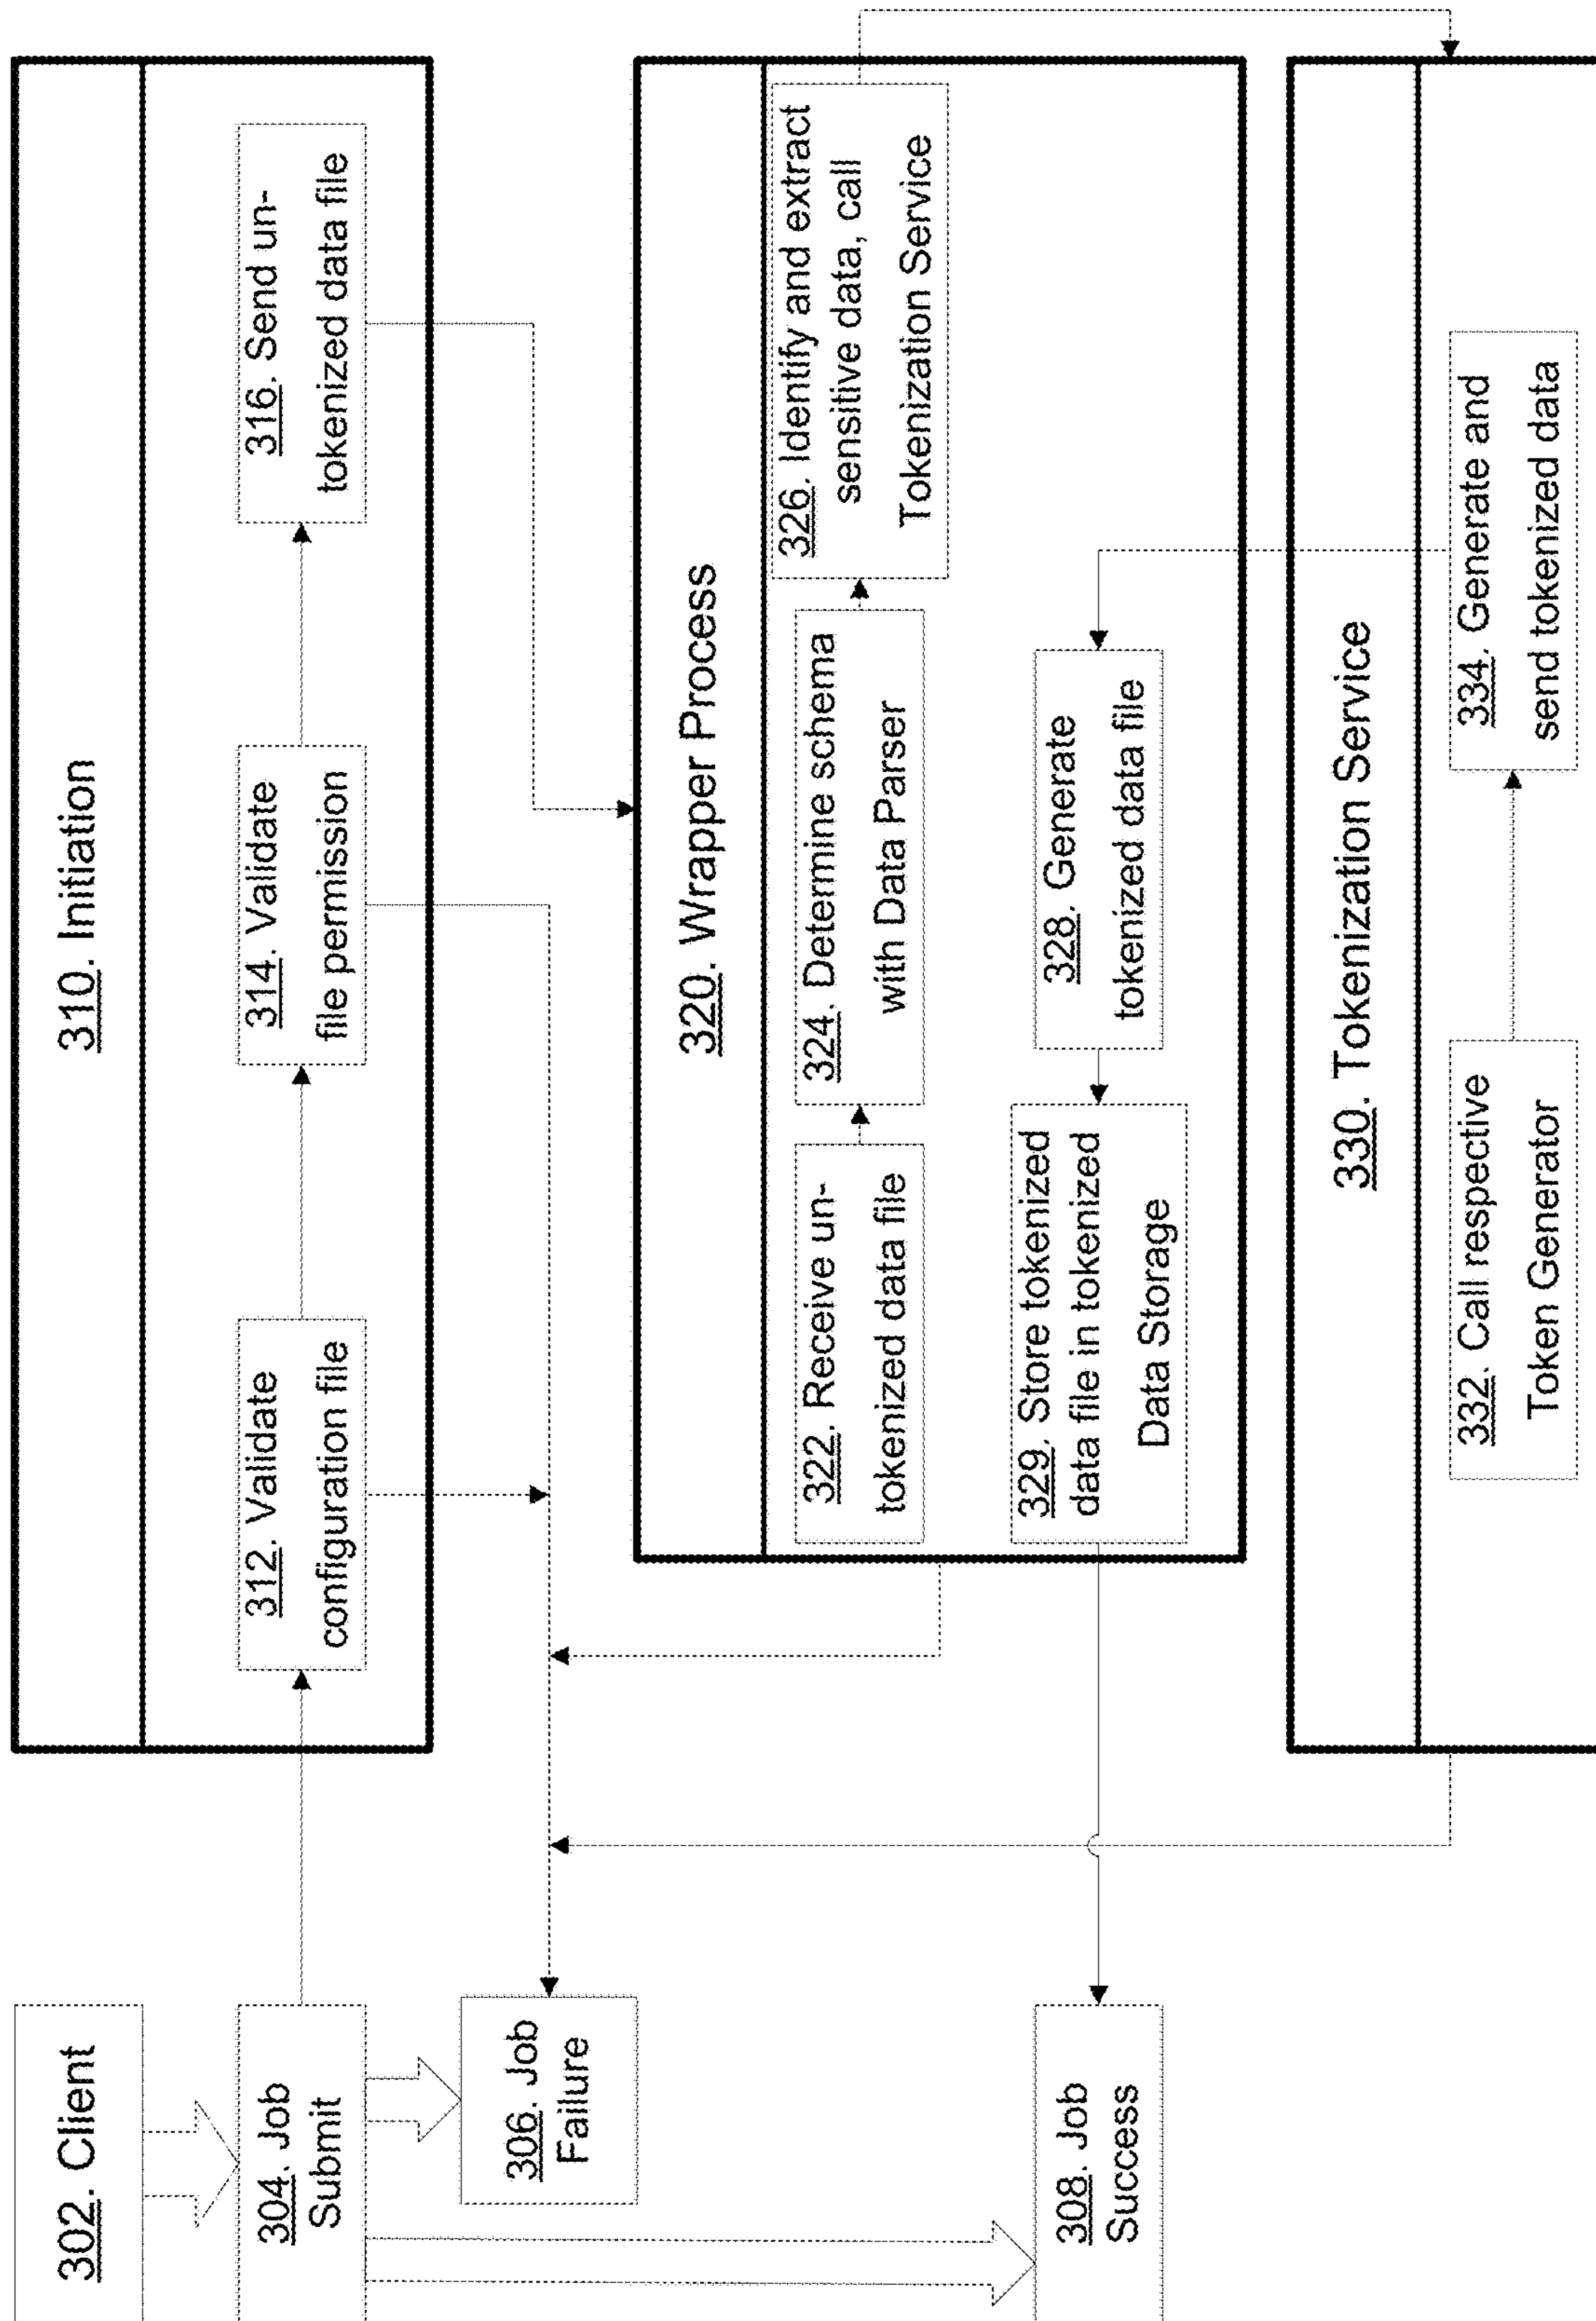 302. Client
304. Job
Submit
306. Job
Failure
308. Job
Success
310. Initiation
312. Validate
configuration file
314. Validate
file permission
316. Send un-
tokenized data file
320. Wrapper Process
322. Receive un-
tokenized data file
324. Determine schema
with Data Parser
326. Identify and extract
sensitive data, call
Tokenization Service
328. Generate
tokenized data file
329. Store tokenized
data file in tokenized
Data Storage
330. Tokenization Service
332. Call respective
Token Generator
334. Generate and
send tokenized data